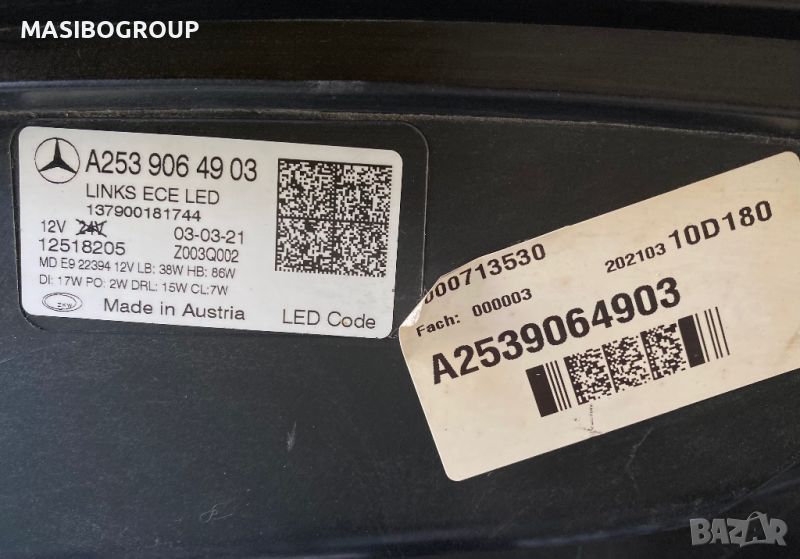 MASIBOGROUP
A253 906 49 03
LINKS ECE LED
137900181744
12V 24V 03-03-21
12518205 Z003Q002
MD E9 22394 12V LB: 38W HB: 86W
DI: 17W PO: 2W DRL: 15W CL:7W
Made in Austria LED Code
000713530 202103 10D180
Fach: 000003
A2539064903
BAZAR